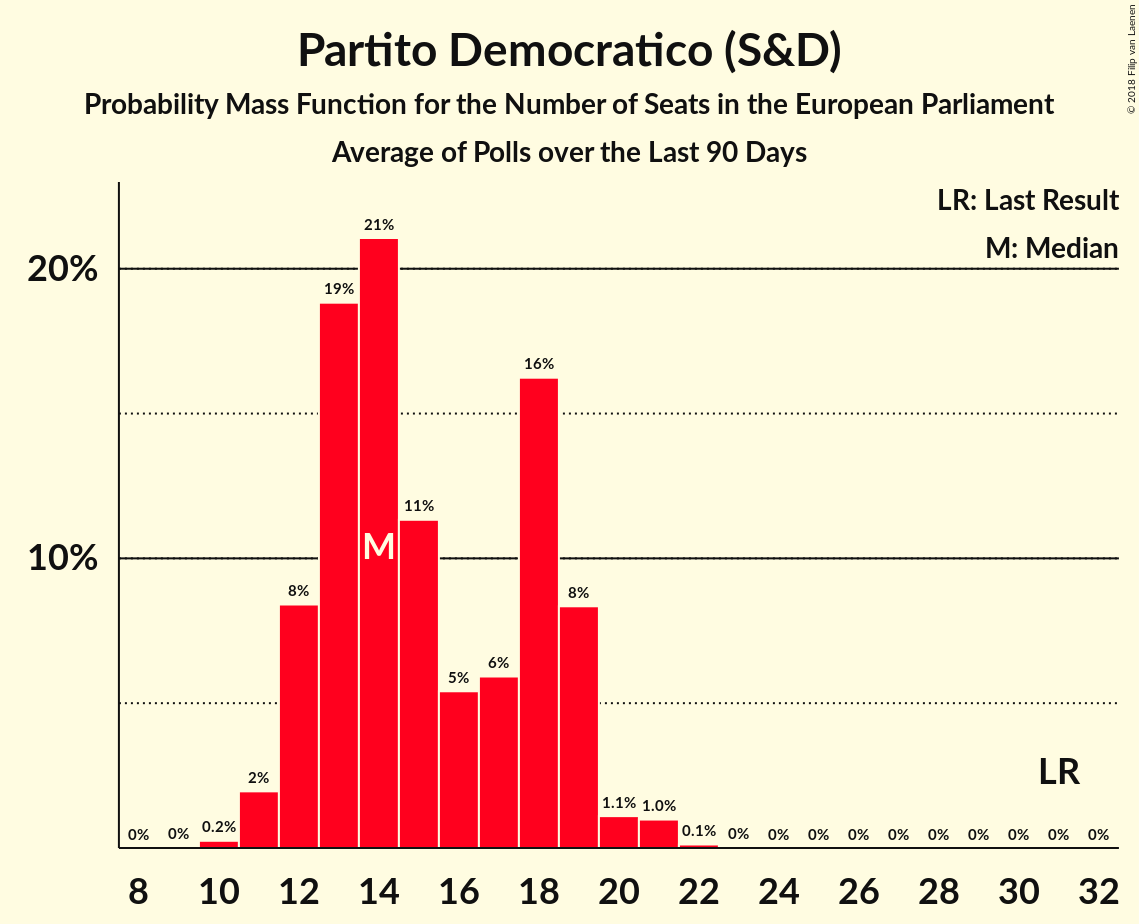 Partito Democratico (S&D)
Probability Mass Function for the Number of Seats in the European Parliament
Average of Polls over the Last 90 Days
© 2018 Filip van Laenen
LR: Last Result
M: Median
20%
10%
0% 0% 0.2% 2% 8% 19% 21% 11% 5% 6% 16% 8% 1.1% 1.0% 0.1% 0% 0% 0% 0% 0% 0% 0% 0% 0% 0%
M
LR
8 10 12 14 16 18 20 22 24 26 28 30 32